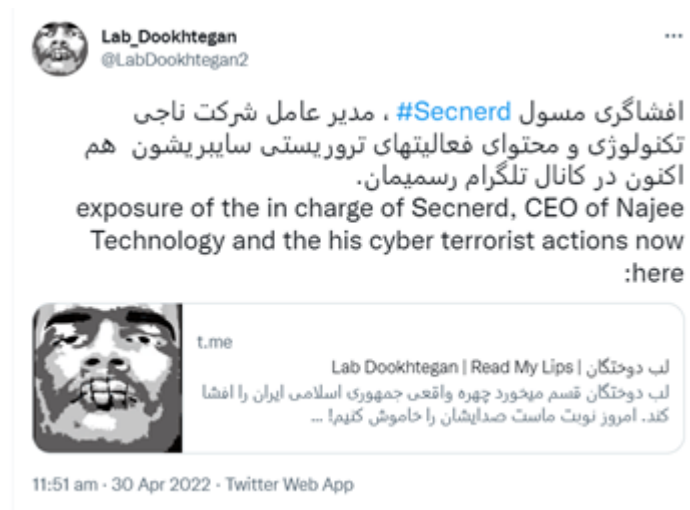 Lab_Dookhtegan
@LabDookhtegan2
افشاگری مسول #Secnerd ، مدیر عامل شرکت ناجی
تکنولوژی و محتوای فعالیتهای تروریستی سایبریشون هم
اکنون در کانال تلگرام رسمیمان.
exposure of the in charge of Secnerd, CEO of Najee
Technology and the his cyber terrorist actions now
here:
t.me
لب دوختگان | Lab Dookhtegan | Read My Lips
لب دوختگان قسم میخورد چهره واقعی جمهوری اسلامی ایران را افشا
کند. امروز نوبت ماست صدایشان را خاموش کنیم! ...
11:51 am · 30 Apr 2022 · Twitter Web App